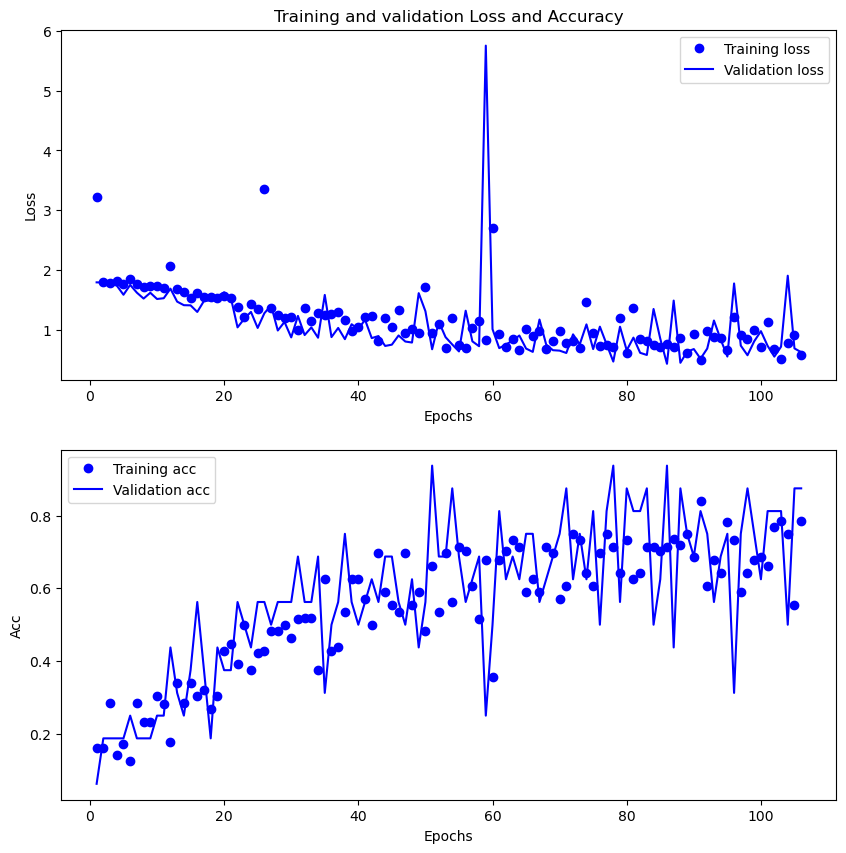 Training and validation Loss and Accuracy
6
5
4
3
2
1
Loss
Training loss
Validation loss
0 20 40 60 80 100
Epochs
0.8
0.6
0.4
0.2
Acc
Training acc
Validation acc
0 20 40 60 80 100
Epochs